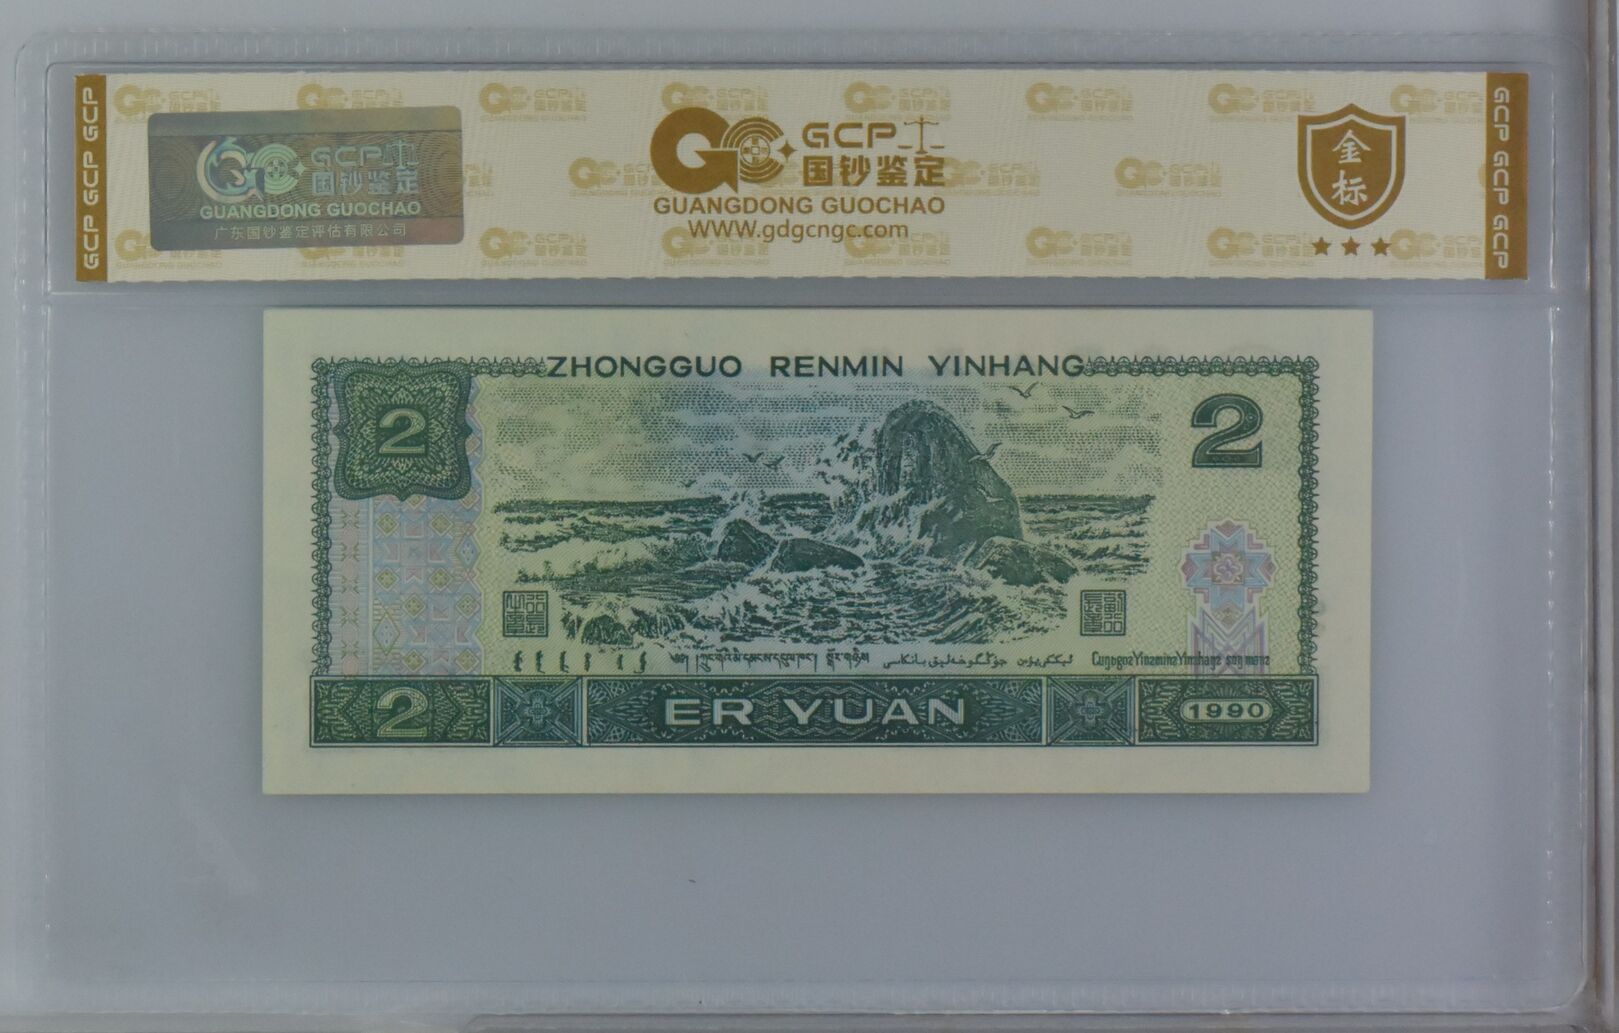 GCP GCP GCP
GCP
国钞鉴定
GUANGDONG GUOCHAO
广东国钞鉴定评估有限公司
GCP
国钞鉴定
GUANGDONG GUOCHAO
www.gdgcngc.com
金
标
GCP GCP GCP
ZHONGGUO RENMIN YINHANG
2
2
2
ER YUAN
1990